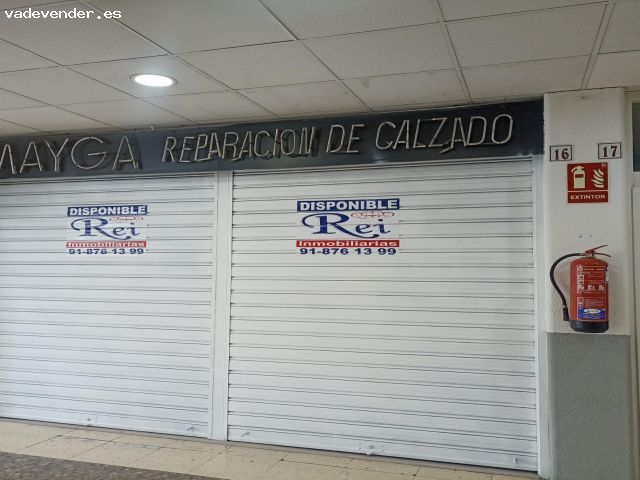 vadevender.es
MAYGA REPARACION DE CALZADO
16
17
EXTINTOR
DISPONIBLE
Rei
Inmobiliarias
91-876 13 99
DISPONIBLE
Rei
Inmobiliarias
91-876 13 99